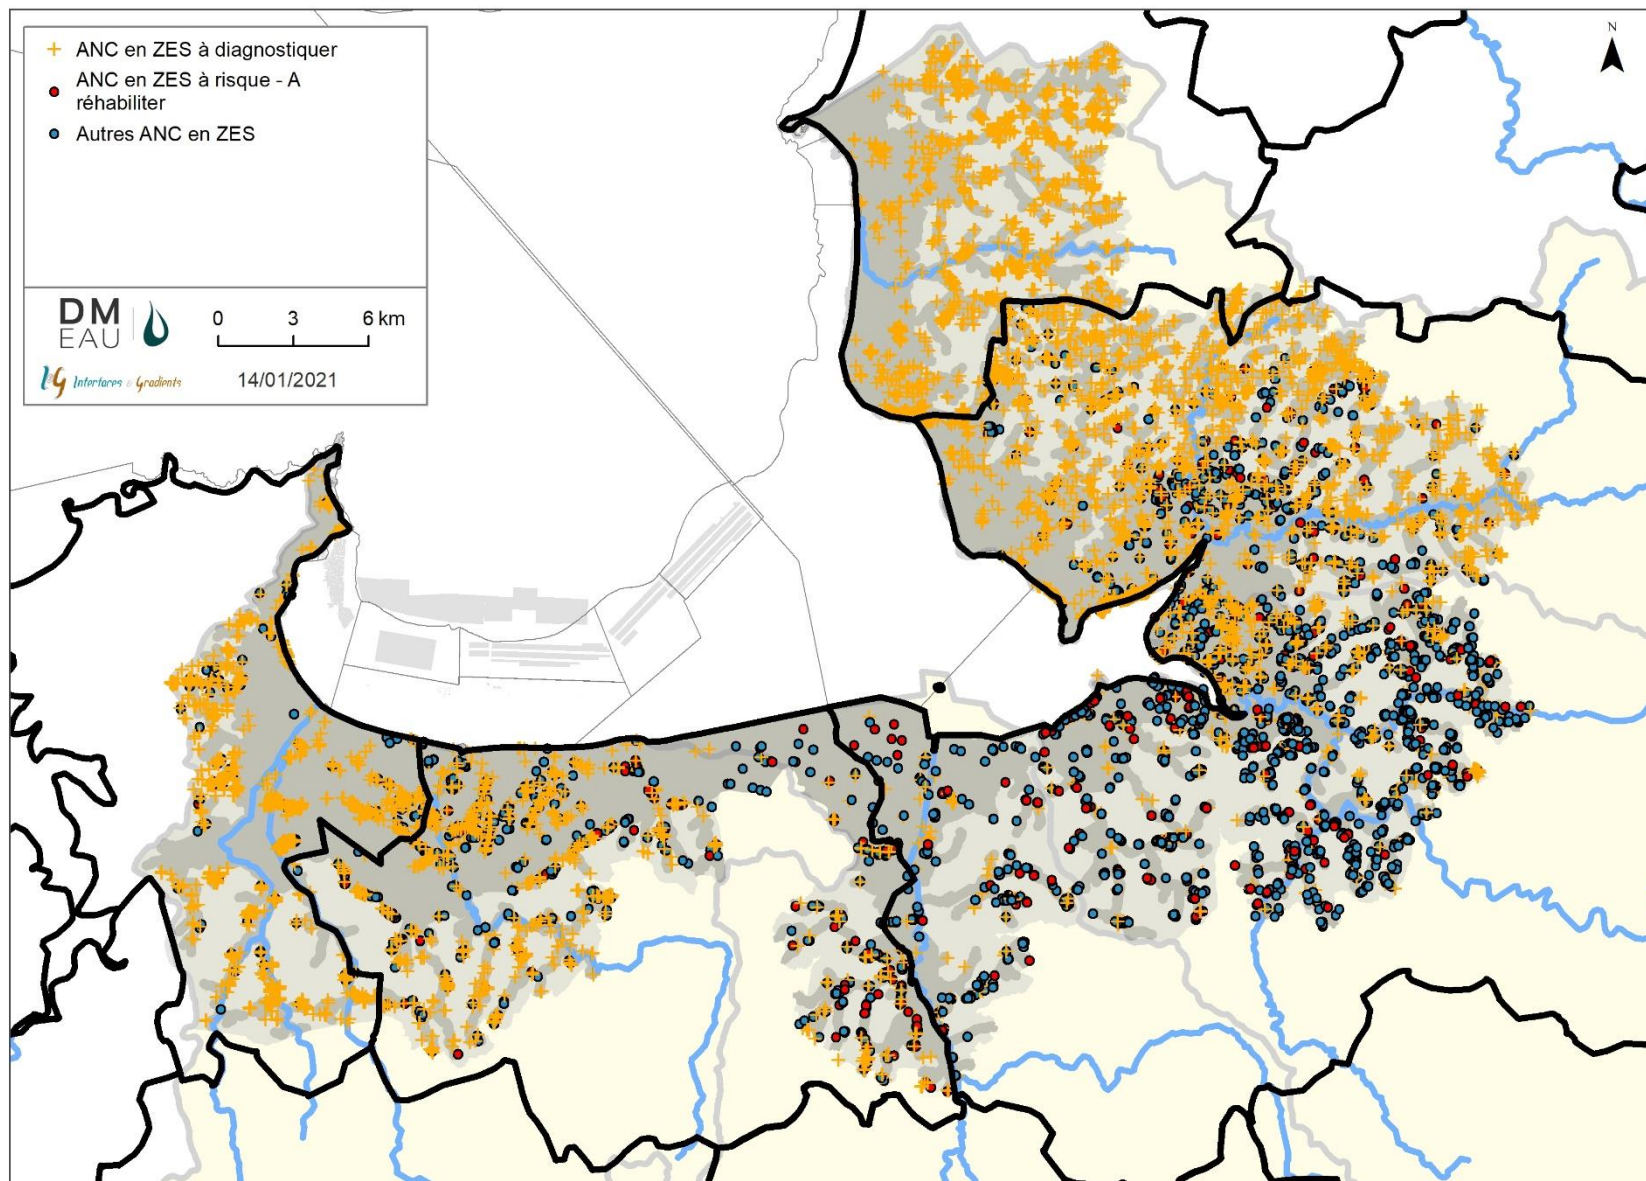 ANC en ZES à diagnostiquer
ANC en ZES à risque - A
réhabiliter
Autres ANC en ZES
DM
EAU
0 3 6 km
Interfaces & Gradients
14/01/2021
N